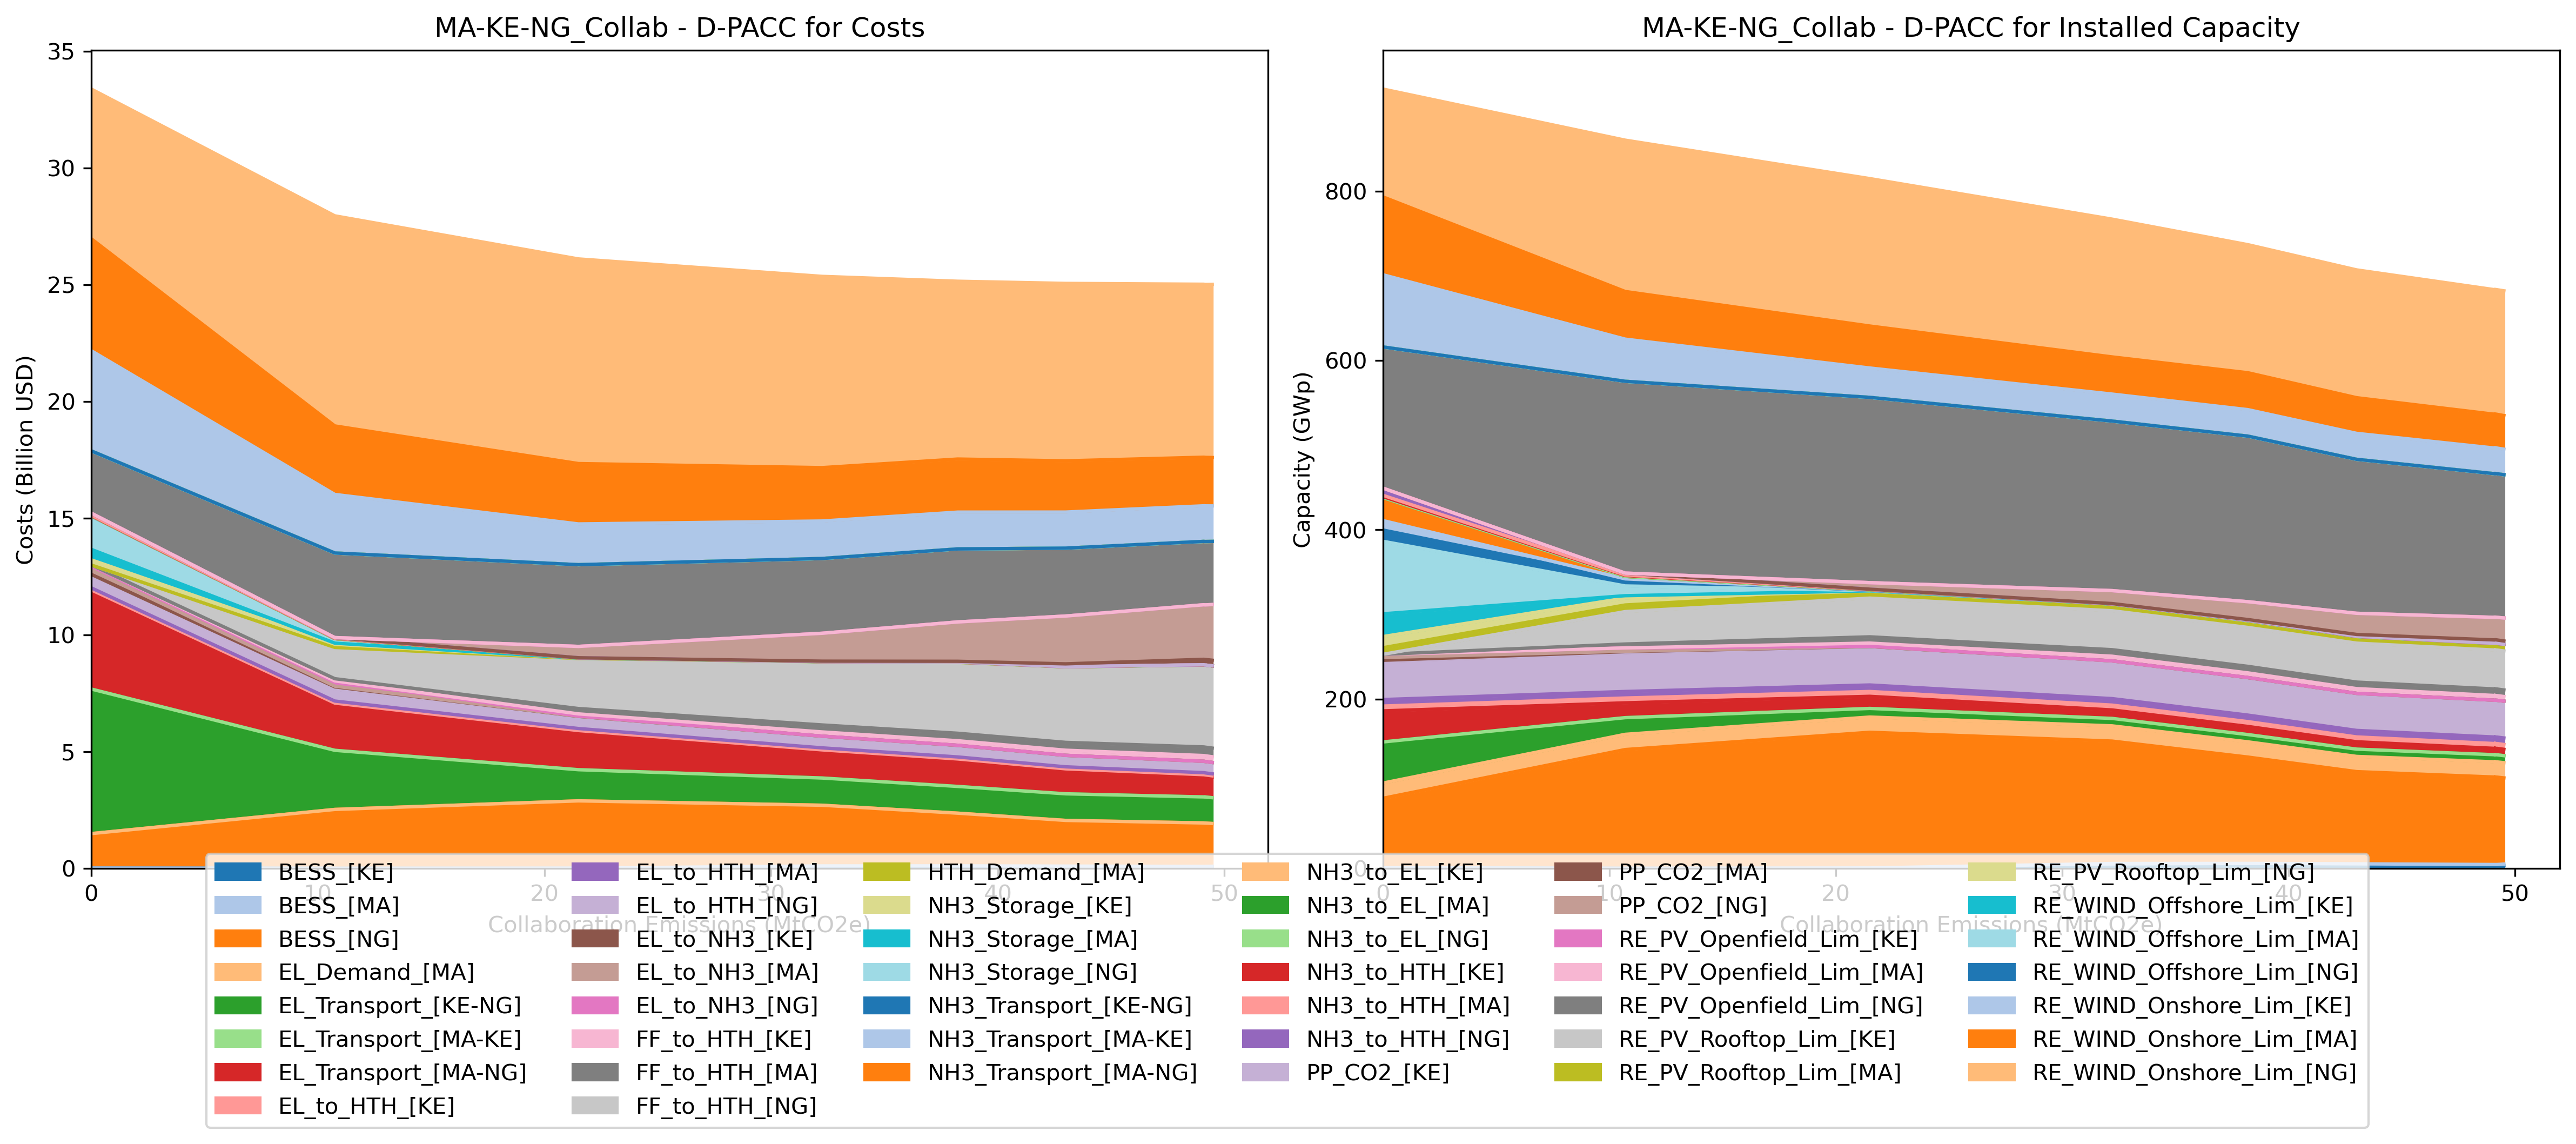 MA-KE-NG_Collab - D-PACC for Costs
35
30
25
20
15
10
5
0
Costs (Billion USD)
0
10
20
30
40
50
Collaboration Emissions (MtCO2e)
MA-KE-NG_Collab - D-PACC for Installed Capacity
800
600
400
200
0
Capacity (GWp)
0
10
20
30
40
50
Collaboration Emissions (MtCO2e)
BESS_[KE]
BESS_[MA]
BESS_[NG]
EL_Demand_[MA]
EL_Transport_[KE-NG]
EL_Transport_[MA-KE]
EL_Transport_[MA-NG]
EL_to_HTH_[KE]
EL_to_HTH_[MA]
EL_to_HTH_[NG]
EL_to_NH3_[KE]
EL_to_NH3_[MA]
EL_to_NH3_[NG]
FF_to_HTH_[KE]
FF_to_HTH_[MA]
FF_to_HTH_[NG]
HTH_Demand_[MA]
NH3_Storage_[KE]
NH3_Storage_[MA]
NH3_Storage_[NG]
NH3_Transport_[KE-NG]
NH3_Transport_[MA-KE]
NH3_Transport_[MA-NG]
NH3_to_EL_[KE]
NH3_to_EL_[MA]
NH3_to_EL_[NG]
NH3_to_HTH_[KE]
NH3_to_HTH_[MA]
NH3_to_HTH_[NG]
PP_CO2_[KE]
PP_CO2_[MA]
PP_CO2_[NG]
RE_PV_Openfield_Lim_[KE]
RE_PV_Openfield_Lim_[MA]
RE_PV_Openfield_Lim_[NG]
RE_PV_Rooftop_Lim_[KE]
RE_PV_Rooftop_Lim_[MA]
RE_PV_Rooftop_Lim_[NG]
RE_WIND_Offshore_Lim_[KE]
RE_WIND_Offshore_Lim_[MA]
RE_WIND_Offshore_Lim_[NG]
RE_WIND_Onshore_Lim_[KE]
RE_WIND_Onshore_Lim_[MA]
RE_WIND_Onshore_Lim_[NG]